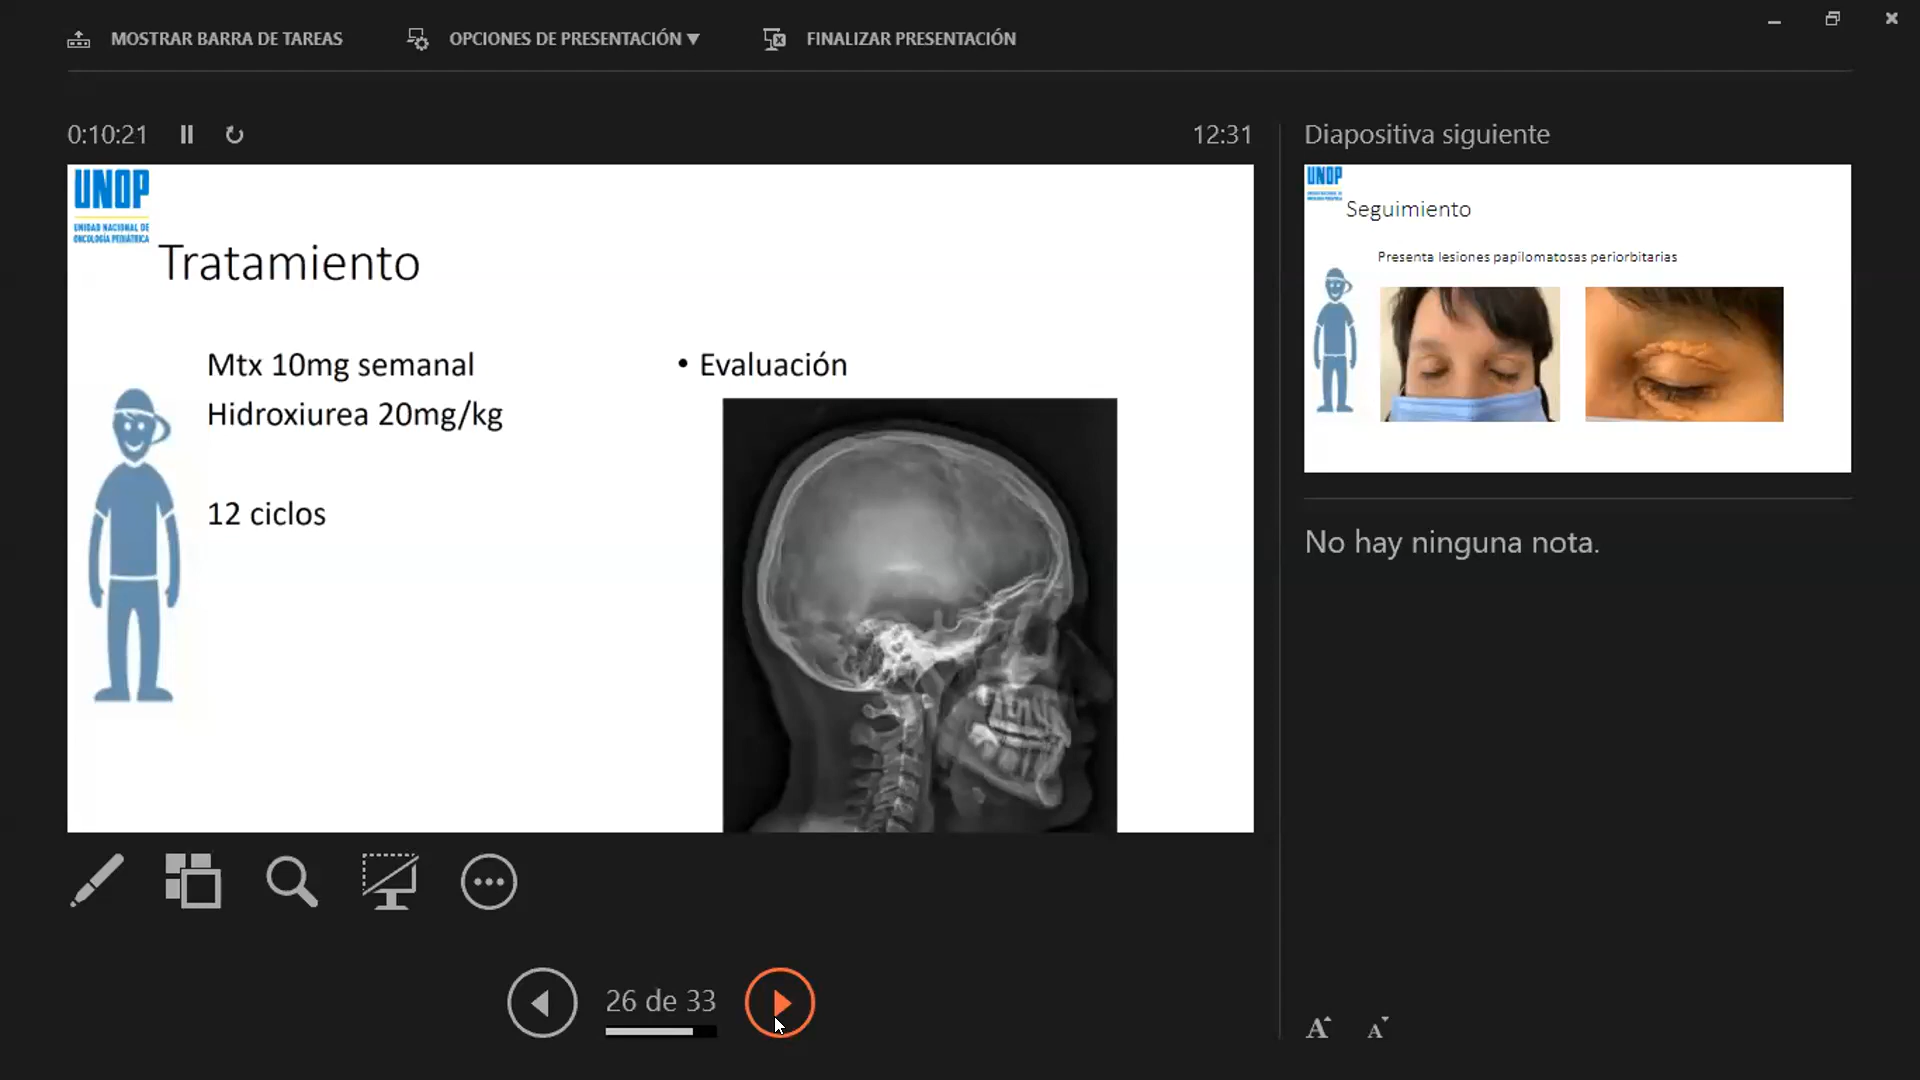 MOSTRAR BARRA DE TAREAS
OPCIONES DE PRESENTACIÓN
FINALIZAR PRESENTACIÓN
0:10:21
12:31
UNOP
UNIDAD NACIONAL DE
ONCOLOGÍA PEDIÁTRICA
Tratamiento
Mtx 10mg semanal
Hidroxiurea 20mg/kg
12 ciclos
• Evaluación
26 de 33
Diapositiva siguiente
UNOP
Seguimiento
Presenta lesiones papilomatosas periorbitarias
No hay ninguna nota.
A A